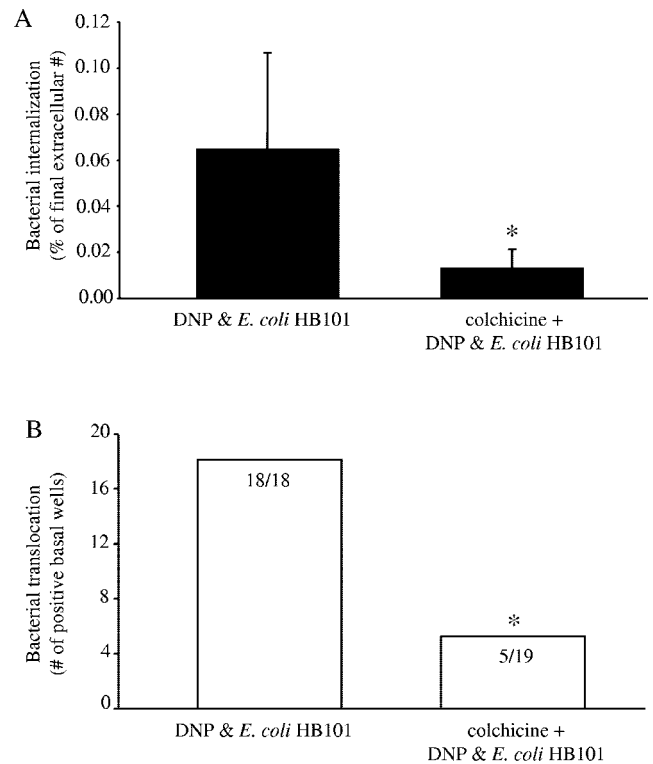 A
Bacterial internalization
(% of final extracellular #)
0.12
0.10
0.08
0.06
0.04
0.02
0.00
*
DNP & E. coli HB101
colchicine +
DNP & E. coli HB101
B
Bacterial translocation
(# of positive basal wells)
20
16
12
8
4
0
18/18
*
5/19
DNP & E. coli HB101
colchicine +
DNP & E. coli HB101